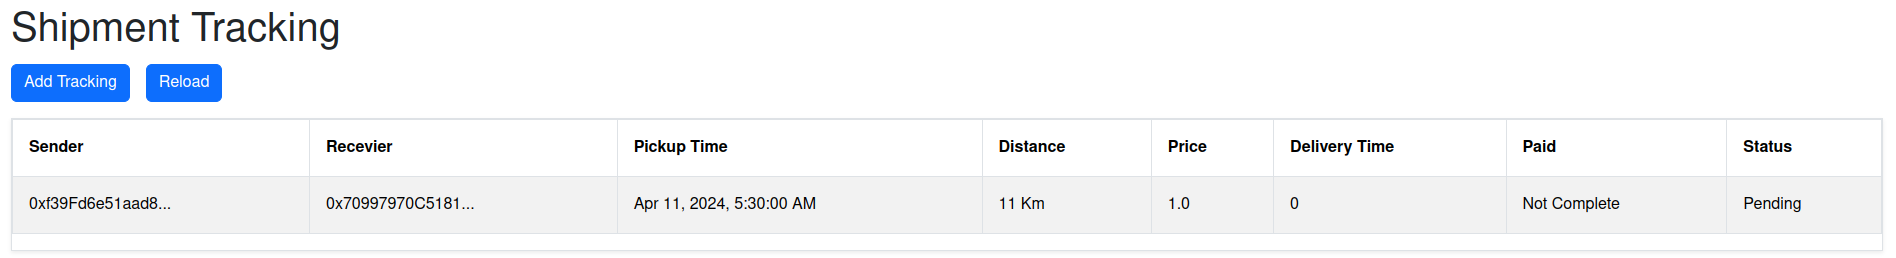 Shipment Tracking
Add Tracking Reload
Sender Recevier Pickup Time Distance Price Delivery Time Paid Status
0xf39Fd6e51aad8... 0x70997970C5181... Apr 11, 2024, 5:30:00 AM 11 Km 1.0 0 Not Complete Pending